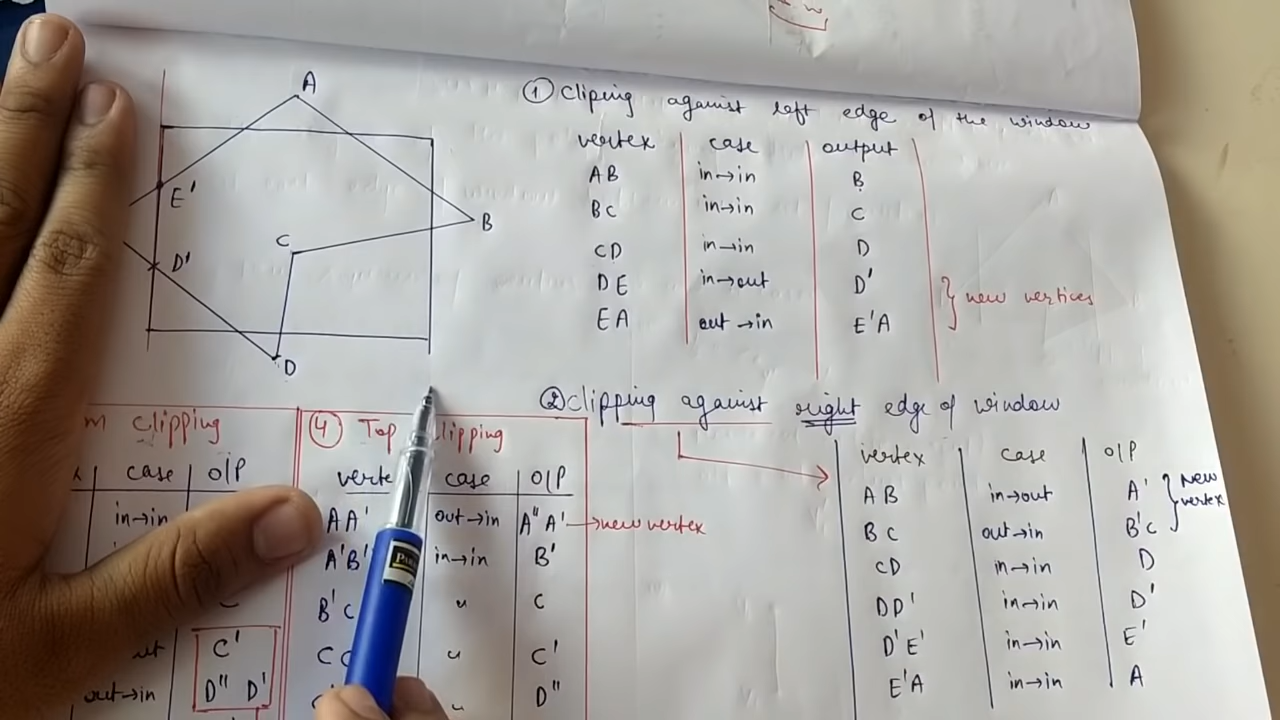 A
E'
B
C
D'
D
① Cliping against left edge of the window
vertex case output
AB in→in B
BC in→in C
CD in→in D
DE in→out D'
EA out→in E'A
} new vertices
② clipping against right edge of window
vertex case O/P
AB in→out A'
BC out→in B'C
} New vertex
CD in→in D
DD' in→in D'
D'E' in→in E'
E'A in→in A
m clipping
case O/P
in→in
C'
out→in D" D'
④ Top clipping
verte case O/P
AA' out→in A" A' →new vertex
A'B' in→in B'
B'C " C
C " C'
" D"